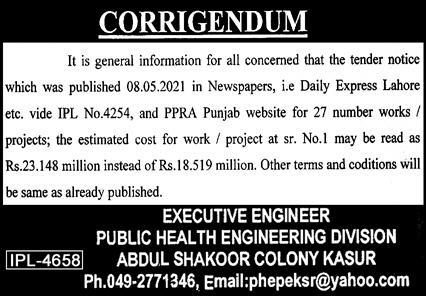 CORRIGENDUM
It is general information for all concerned that the tender notice
which was published 08.05.2021 in Newspapers, i.e Daily Express Lahore
etc. vide IPL No.4254, and PPRA Punjab website for 27 number works /
projects; the estimated cost for work / project at sr. No.1 may be read as
Rs.23.148 million instead of Rs.18.519 million. Other terms and coditions will
be same as already published.
EXECUTIVE ENGINEER
PUBLIC HEALTH ENGINEERING DIVISION
IPL-4658 ABDUL SHAKOOR COLONY KASUR
Ph.049-2771346, Email:phepeksr@yahoo.com